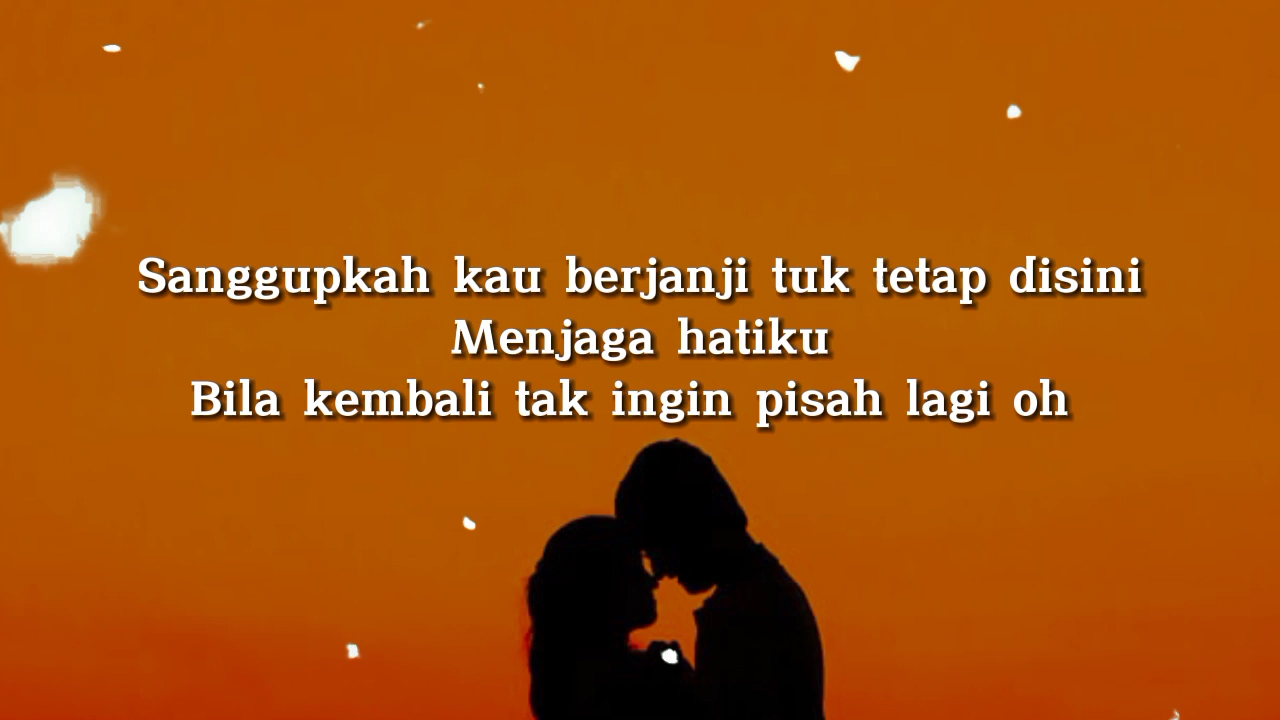 Sanggupkah kau berjanji tuk tetap disini
Menjaga hatiku
Bila kembali tak ingin pisah lagi oh